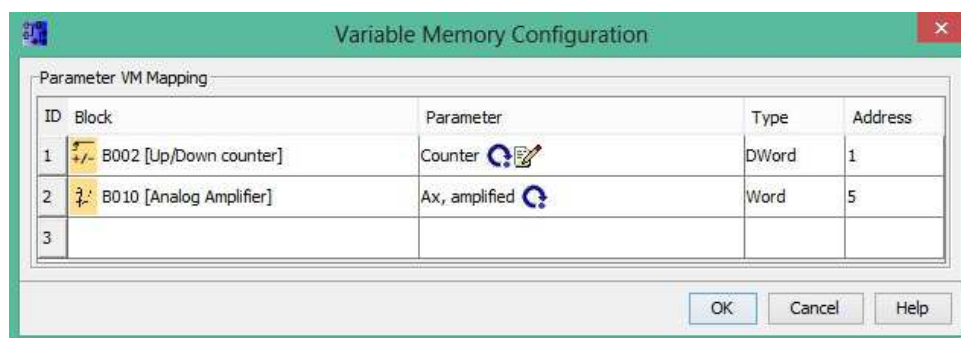 Variable Memory Configuration
Parameter VM Mapping
ID Block Parameter Type Address
1 B002 [Up/Down counter] Counter DWord 1
2 B010 [Analog Amplifier] Ax, amplified Word 5
3
OK Cancel Help